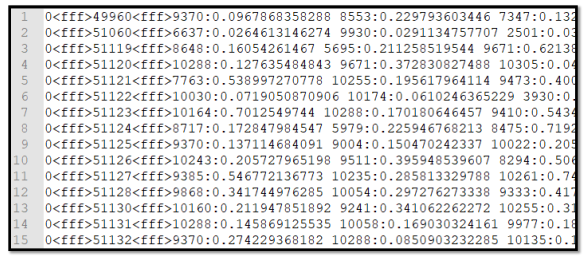 1 0<fff>49960<fff>9370:0.0967868358288 8553:0.229793603446 7347:0.132
2 0<fff>51060<fff>6637:0.0264613146274 9930:0.0291134757707 2501:0.03
3 0<fff>51119<fff>8648:0.16054261467 5695:0.211258519544 9671:0.62138
4 0<fff>51120<fff>10288:0.127635484843 9671:0.372830827488 10305:0.04
5 0<fff>51121<fff>7763:0.538997270778 10255:0.195617964114 9473:0.400
6 0<fff>51122<fff>10030:0.0719050870906 10174:0.0610246365229 3930:0.
7 0<fff>51123<fff>10164:0.7012549744 10288:0.170180646457 9410:0.5434
8 0<fff>51124<fff>8717:0.172847984547 5979:0.225946768213 8475:0.7192
9 0<fff>51125<fff>9370:0.137114684091 9004:0.150470242337 10022:0.205
10 0<fff>51126<fff>10243:0.205727965198 9511:0.395948539607 8294:0.506
11 0<fff>51127<fff>9385:0.546772136773 10235:0.285813329788 10261:0.74
12 0<fff>51128<fff>9868:0.341744976285 10054:0.297276273338 9333:0.417
13 0<fff>51130<fff>10160:0.211947851892 9241:0.341062262272 10255:0.31
14 0<fff>51131<fff>10288:0.145869125535 10058:0.169030324161 9977:0.18
15 0<fff>51132<fff>9370:0.274229368182 10288:0.0850903232285 10135:0.1